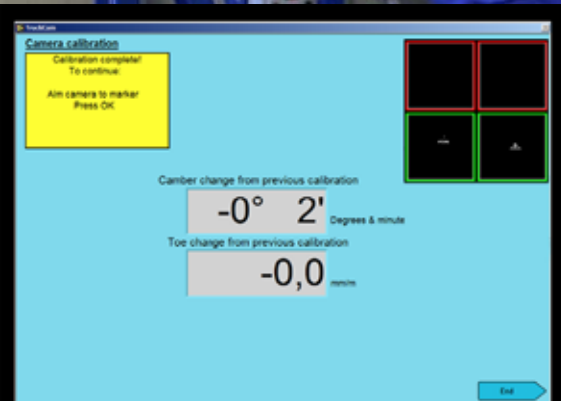 TruckCam
Camera calibration
Calibration complete!
To continue:
Aim camera to marker
Press OK
Camber change from previous calibration
-0° 2' Degrees & minute
Toe change from previous calibration
-0,0 mm/m
End